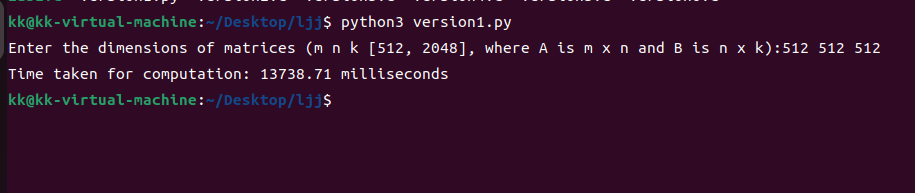 kk@kk-virtual-machine:~/Desktop/ljj$ python3 version1.py
Enter the dimensions of matrices (m n k [512, 2048], where A is m x n and B is n x k):512 512 512
Time taken for computation: 13738.71 milliseconds
kk@kk-virtual-machine:~/Desktop/ljj$